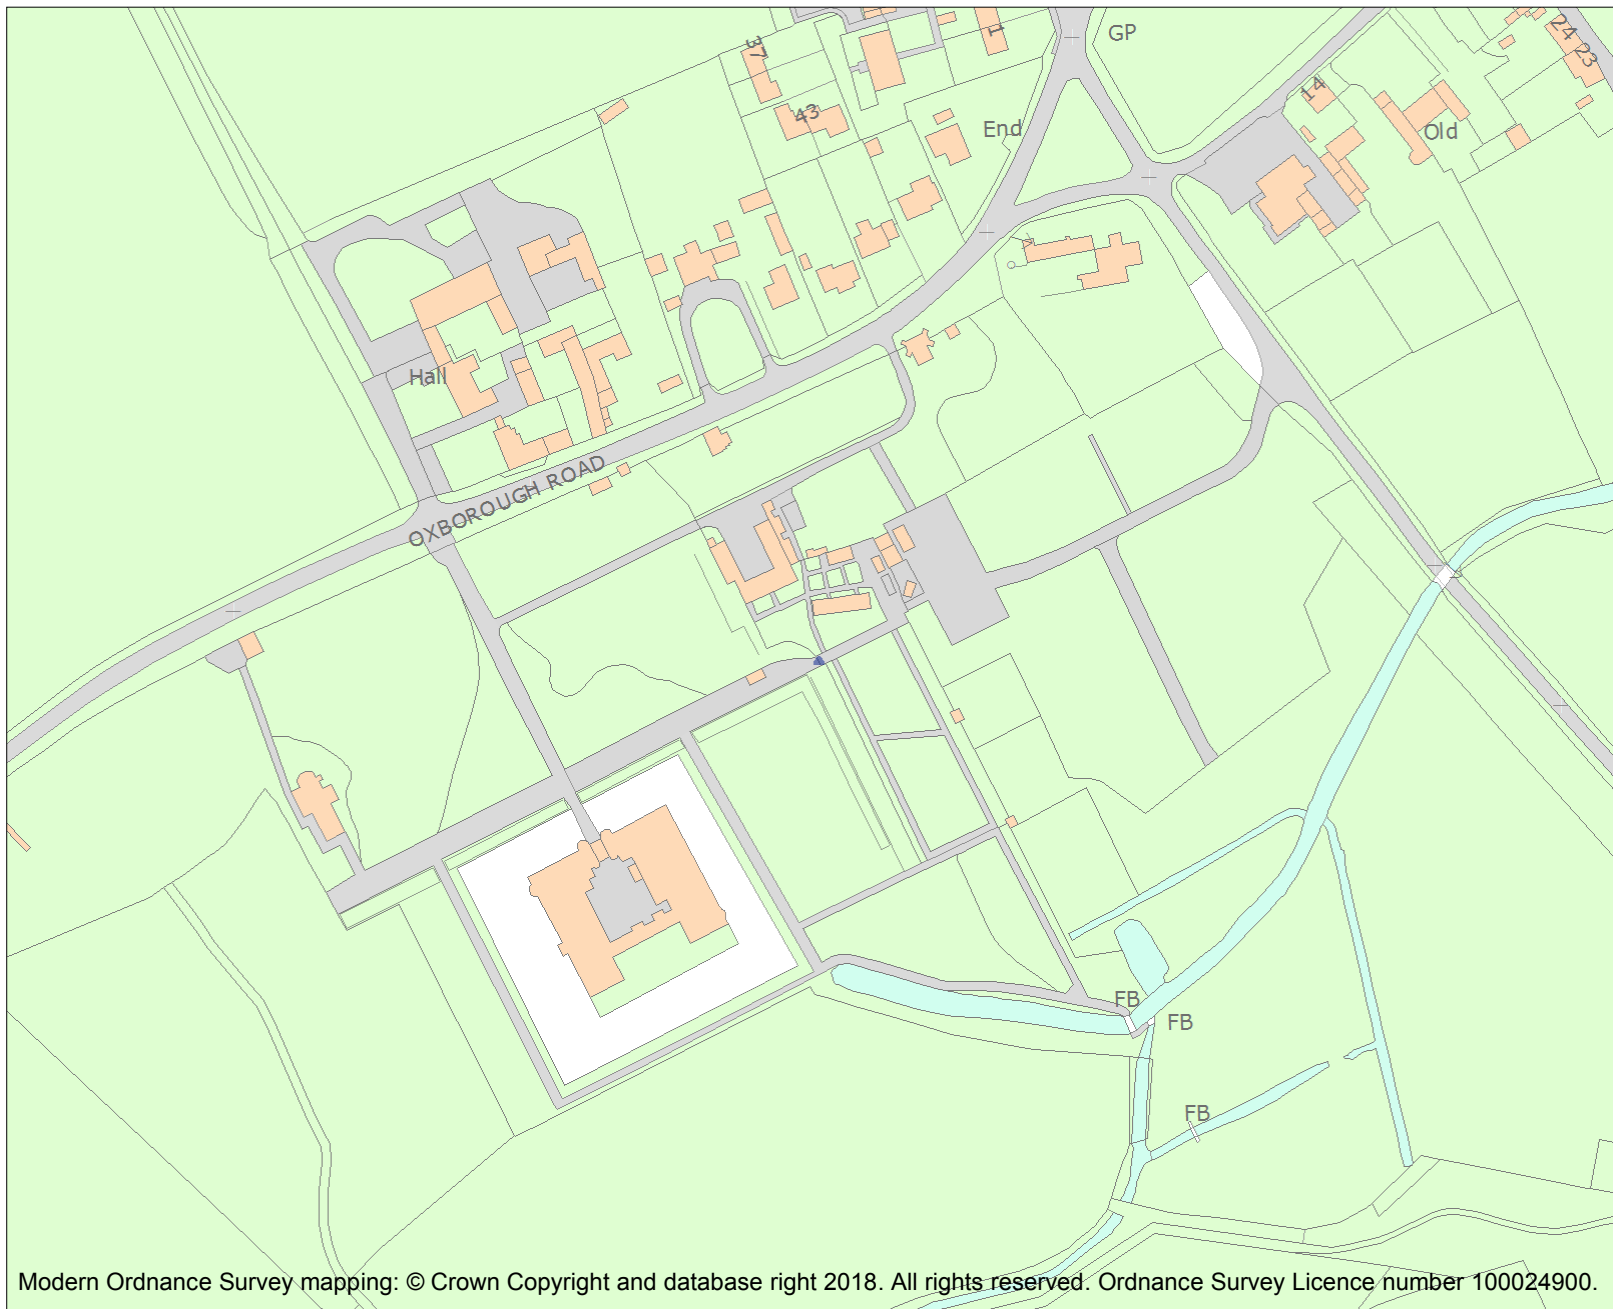 37
1
GP
24 23
43
End
14
Old
Hall
OXBOROUGH ROAD
FB
FB
FB
Modern Ordnance Survey mapping: © Crown Copyright and database right 2018. All rights reserved. Ordnance Survey Licence number 100024900.